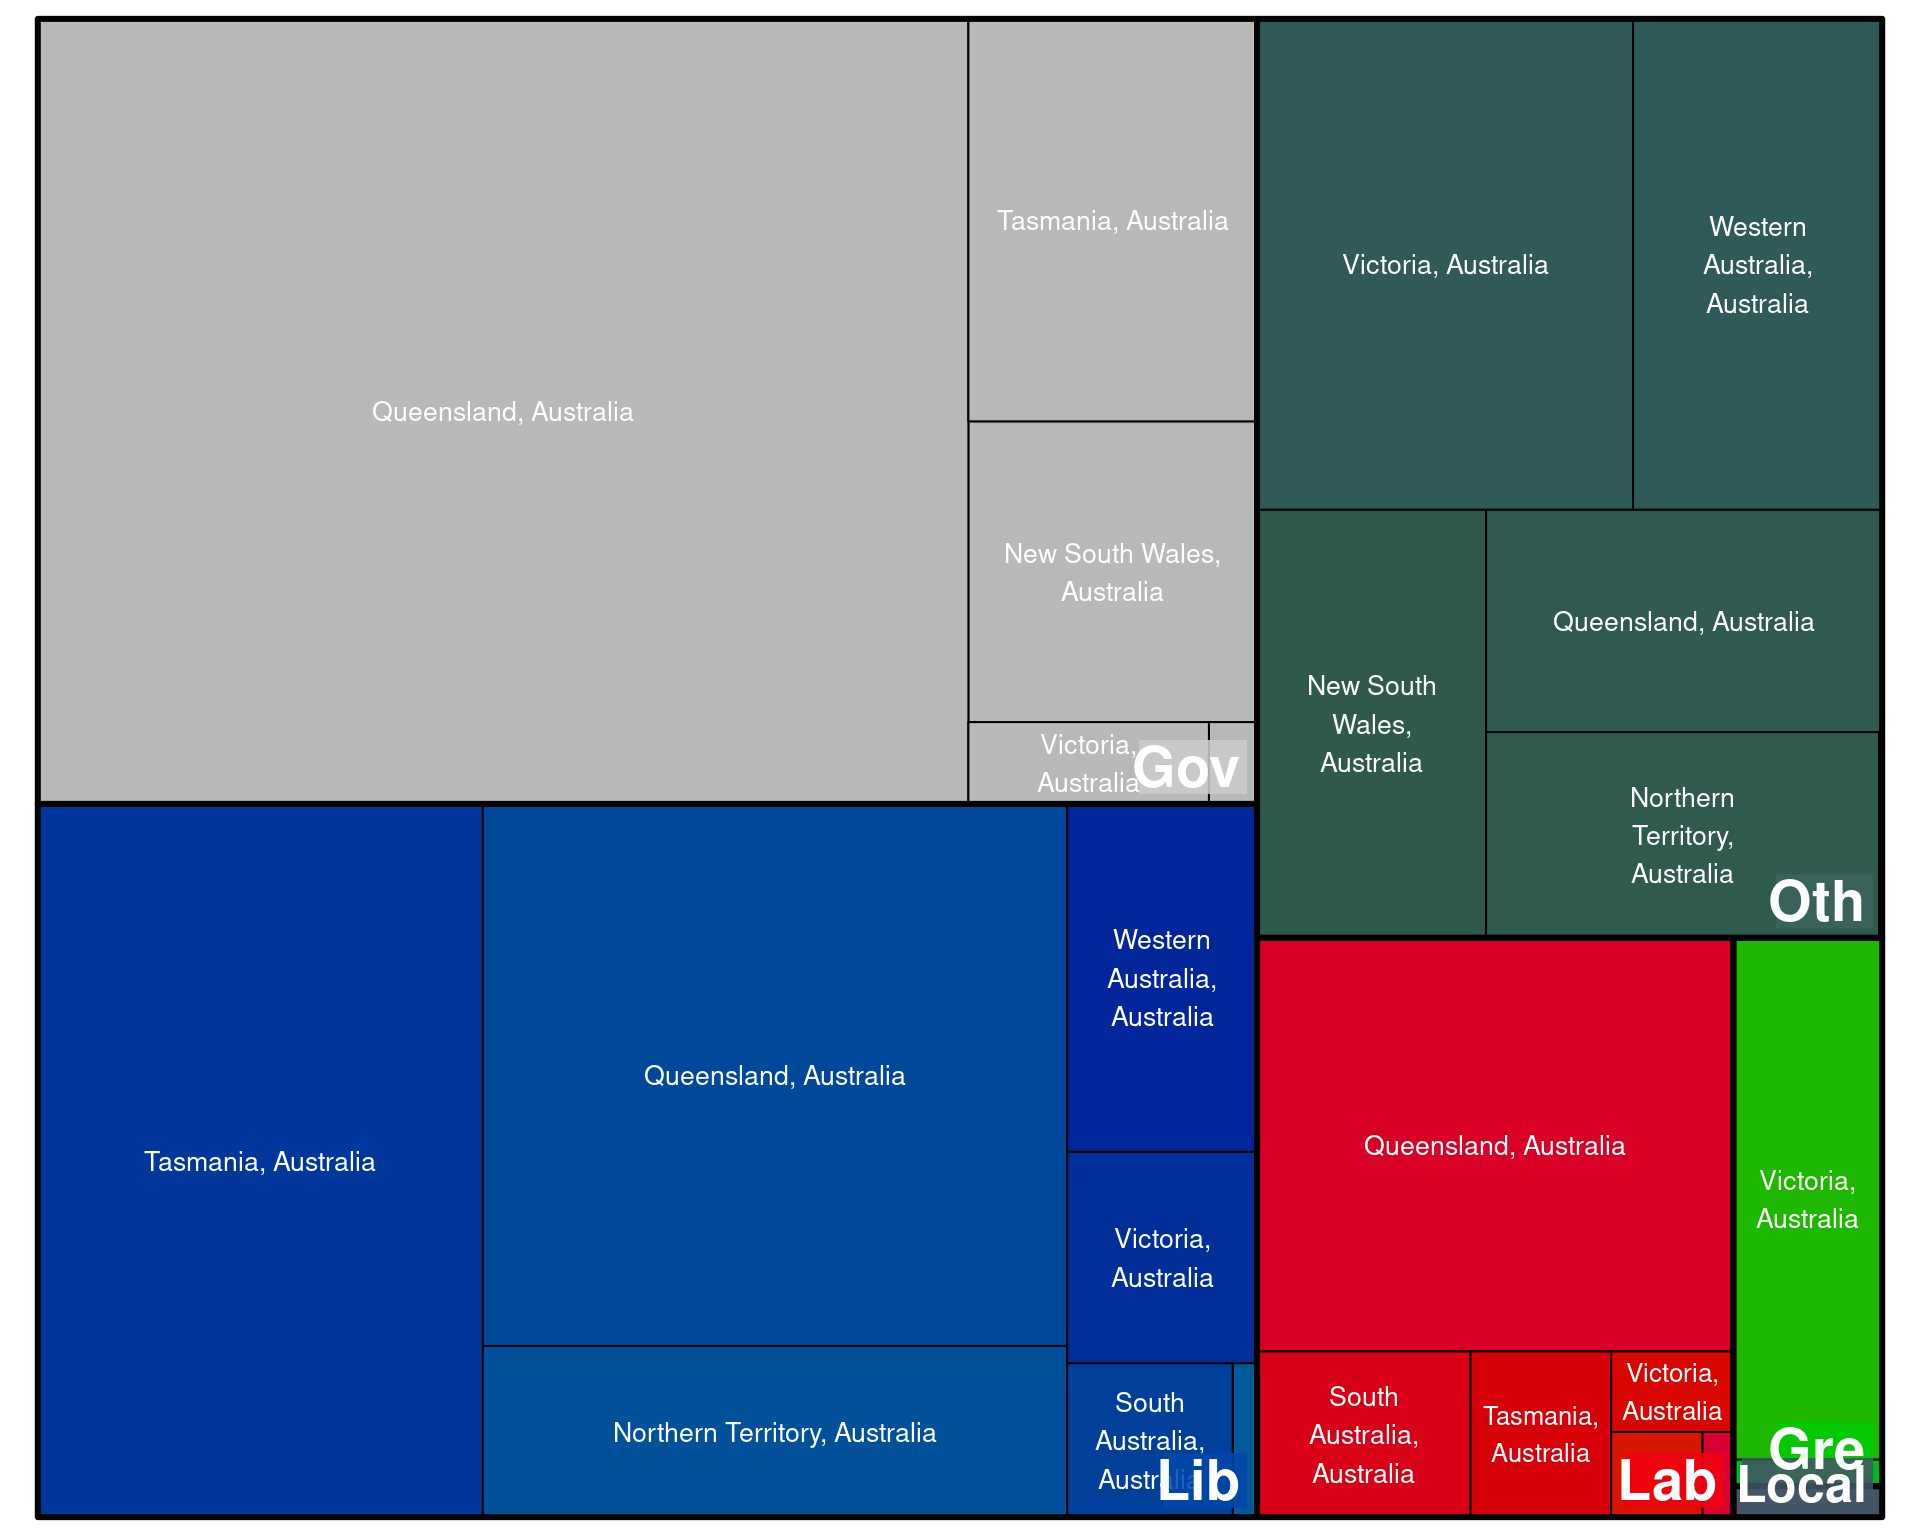 Queensland, Australia
Tasmania, Australia
New South Wales,
Australia
Victoria,
Australia
Gov
Victoria, Australia
Western
Australia,
Australia
New South
Wales,
Australia
Queensland, Australia
Northern
Territory,
Australia
Oth
Tasmania, Australia
Queensland, Australia
Northern Territory, Australia
Western
Australia,
Australia
Victoria,
Australia
South
Australia,
Australia
Lib
Queensland, Australia
South
Australia,
Australia
Tasmania,
Australia
Victoria,
Australia
Lab
Victoria,
Australia
Gre
Local